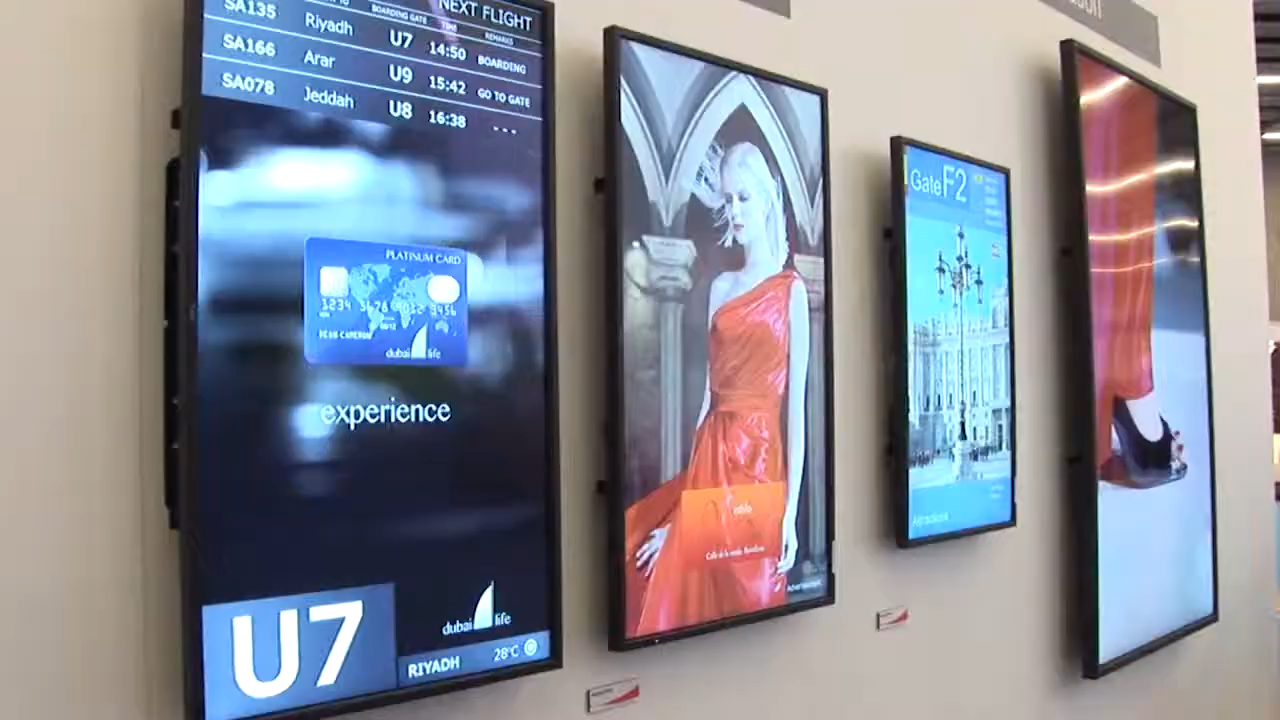 NEXT FLIGHT
BOARDING GATE
TIME
REMARKS
SA135 Riyadh U7 14:50 BOARDING
SA166 Arar U9 15:42 GO TO GATE
SA078 Jeddah U8 16:38 ---
PLATINUM CARD
1234 5678 9012 3456
dubai life
experience
U7
dubai life
RIYADH 28°C
Gate F2
Attractions